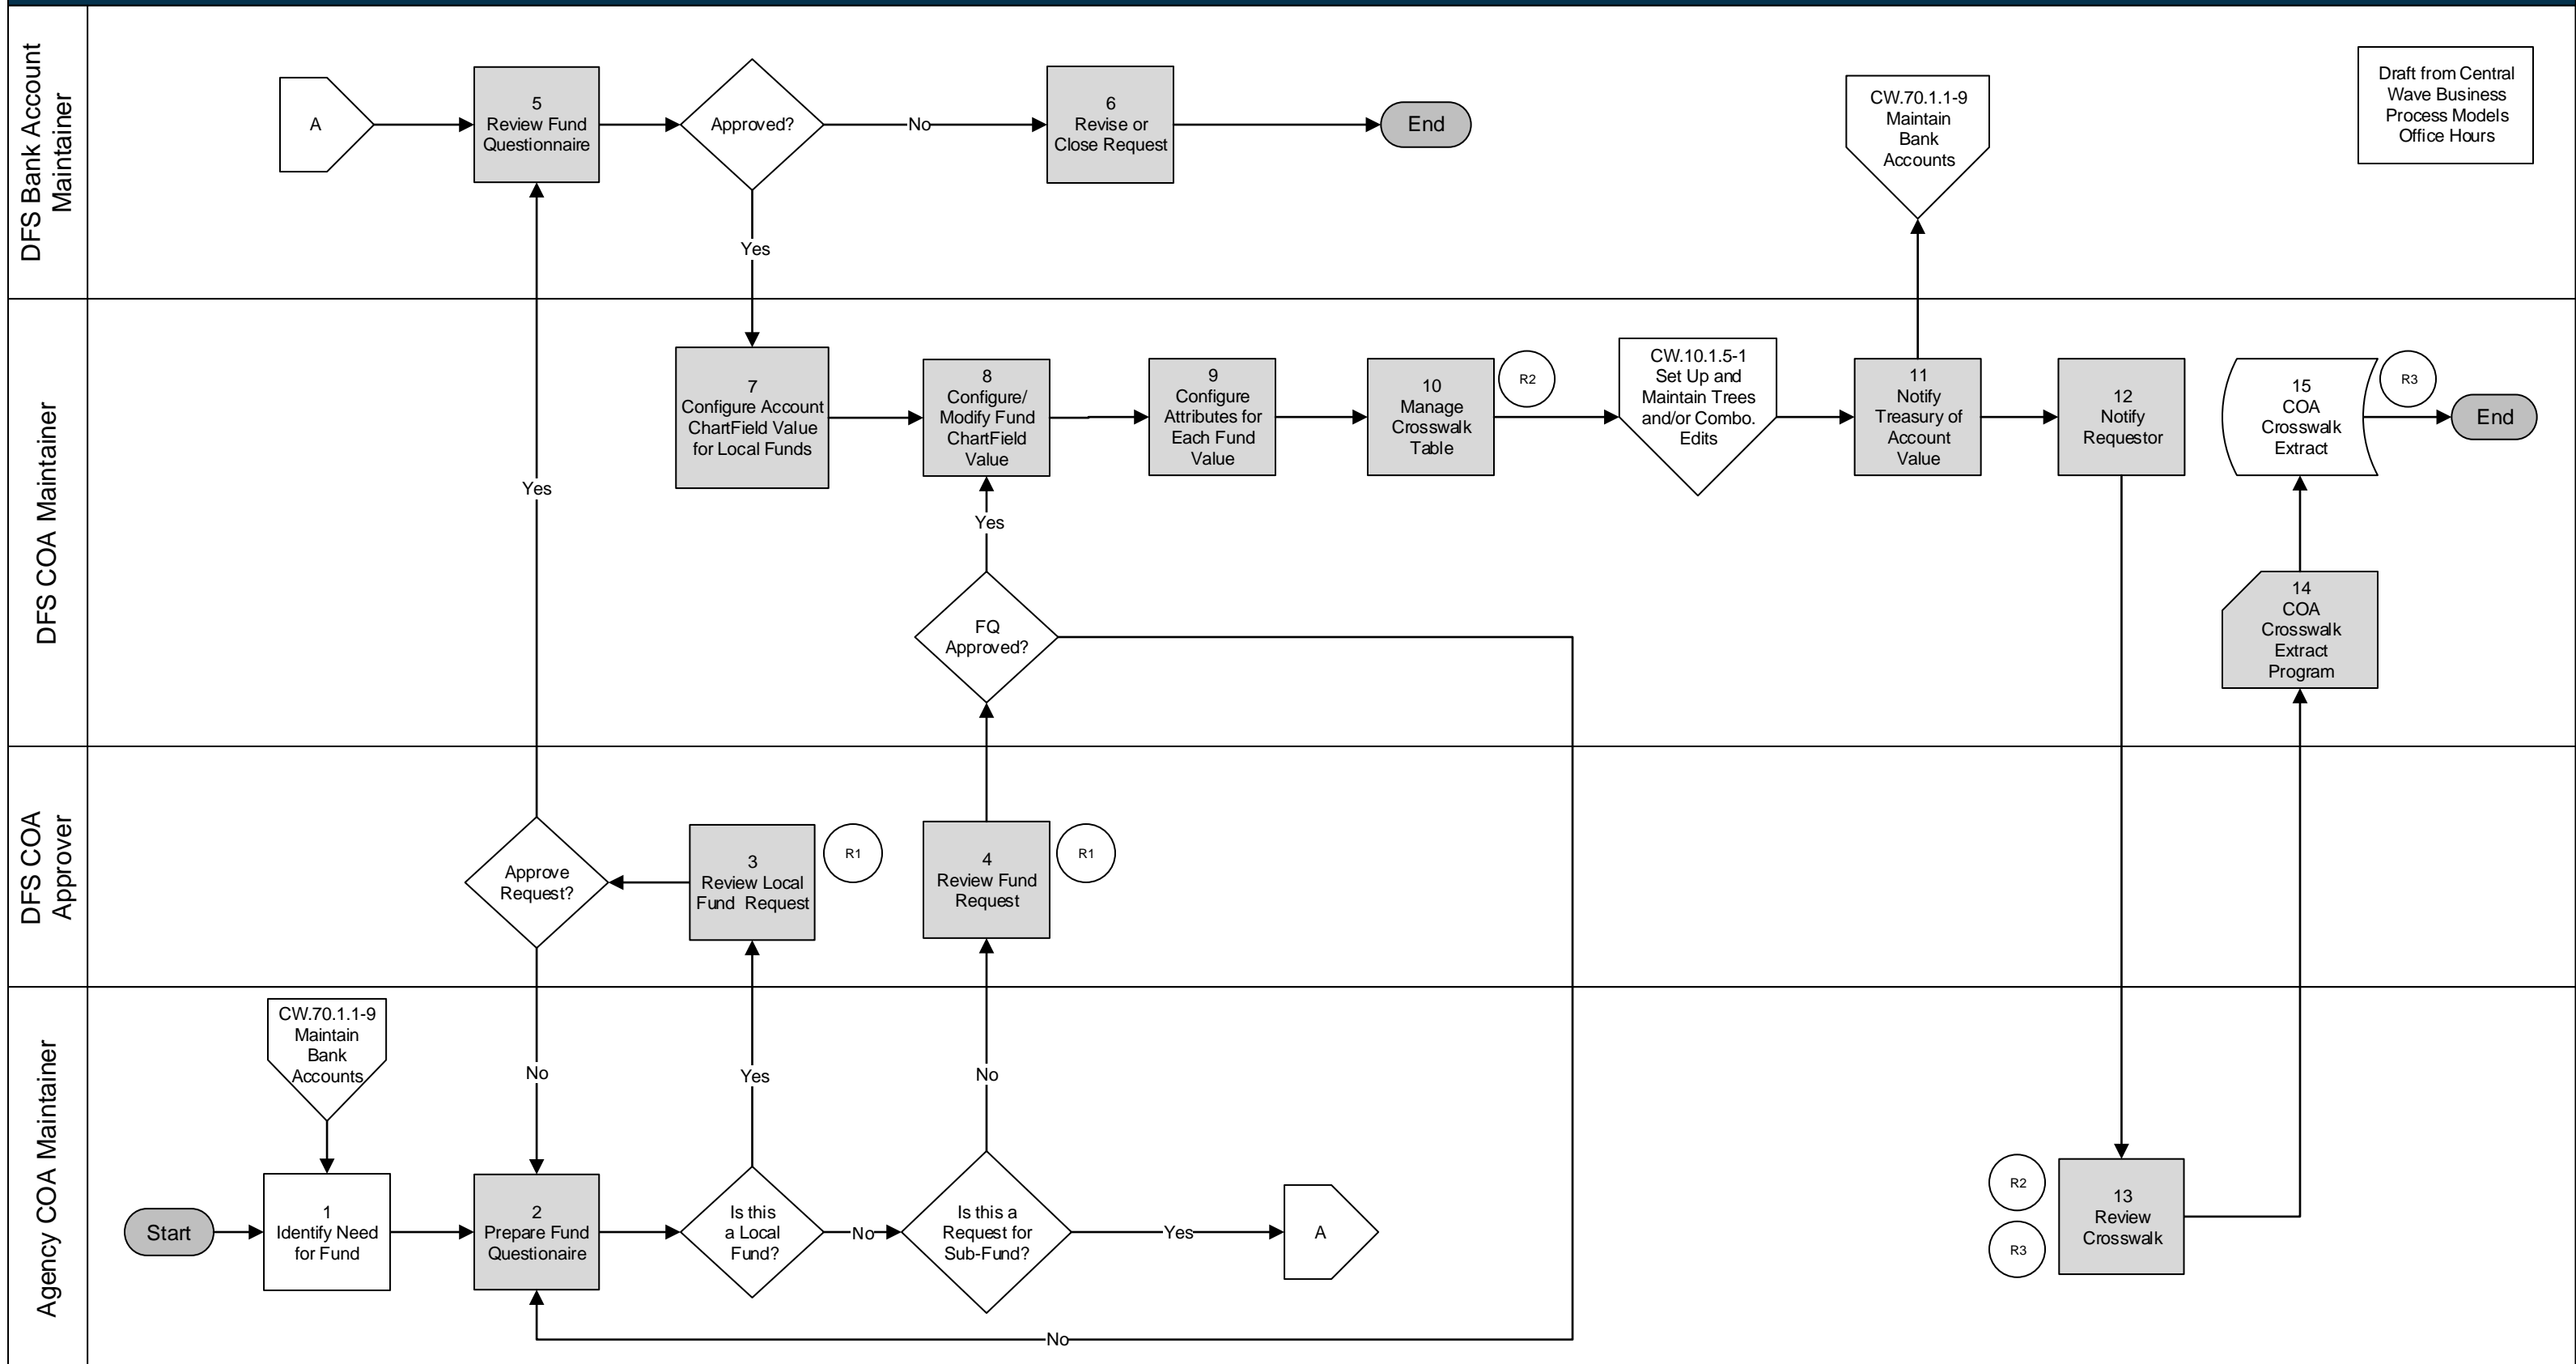 DFS Bank Account
Maintainer
A
5
Review Fund
Questionnaire
Approved?
No
6
Revise or
Close Request
End
CW.70.1.1-9
Maintain
Bank
Accounts
Draft from Central
Wave Business
Process Models
Office Hours
Yes
DFS COA Maintainer
7
Configure Account
ChartField Value
for Local Funds
8
Configure/
Modify Fund
ChartField
Value
9
Configure
Attributes for
Each Fund
Value
10
Manage
Crosswalk
Table
R2
CW.10.1.5-1
Set Up and
Maintain Trees
and/or Combo.
Edits
11
Notify
Treasury of
Account
Value
12
Notify
Requestor
15
COA
Crosswalk
Extract
R3
End
Yes
Yes
FQ
Approved?
14
COA
Crosswalk
Extract
Program
DFS COA
Approver
Approve
Request?
3
Review Local
Fund  Request
R1
4
Review Fund
Request
R1
Agency COA Maintainer
CW.70.1.1-9
Maintain
Bank
Accounts
No
Yes
No
Start
1
Identify Need
for Fund
2
Prepare Fund
Questionaire
Is this
a Local
Fund?
No
Is this a
Request for
Sub-Fund?
Yes
A
R2
R3
13
Review
Crosswalk
No